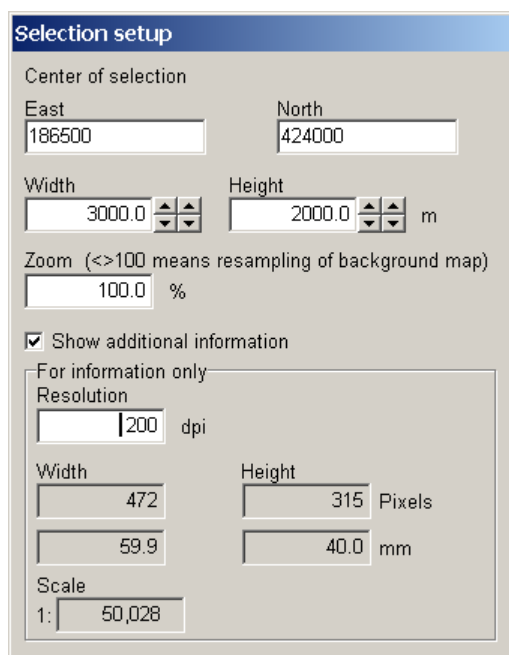 Selection setup
Center of selection
East North
186500 424000
Width Height
3000.0 2000.0 m
Zoom (<>100 means resampling of background map)
100.0 %
Show additional information
For information only
Resolution
200 dpi
Width Height
472 315 Pixels
59.9 40.0 mm
Scale
1: 50,028